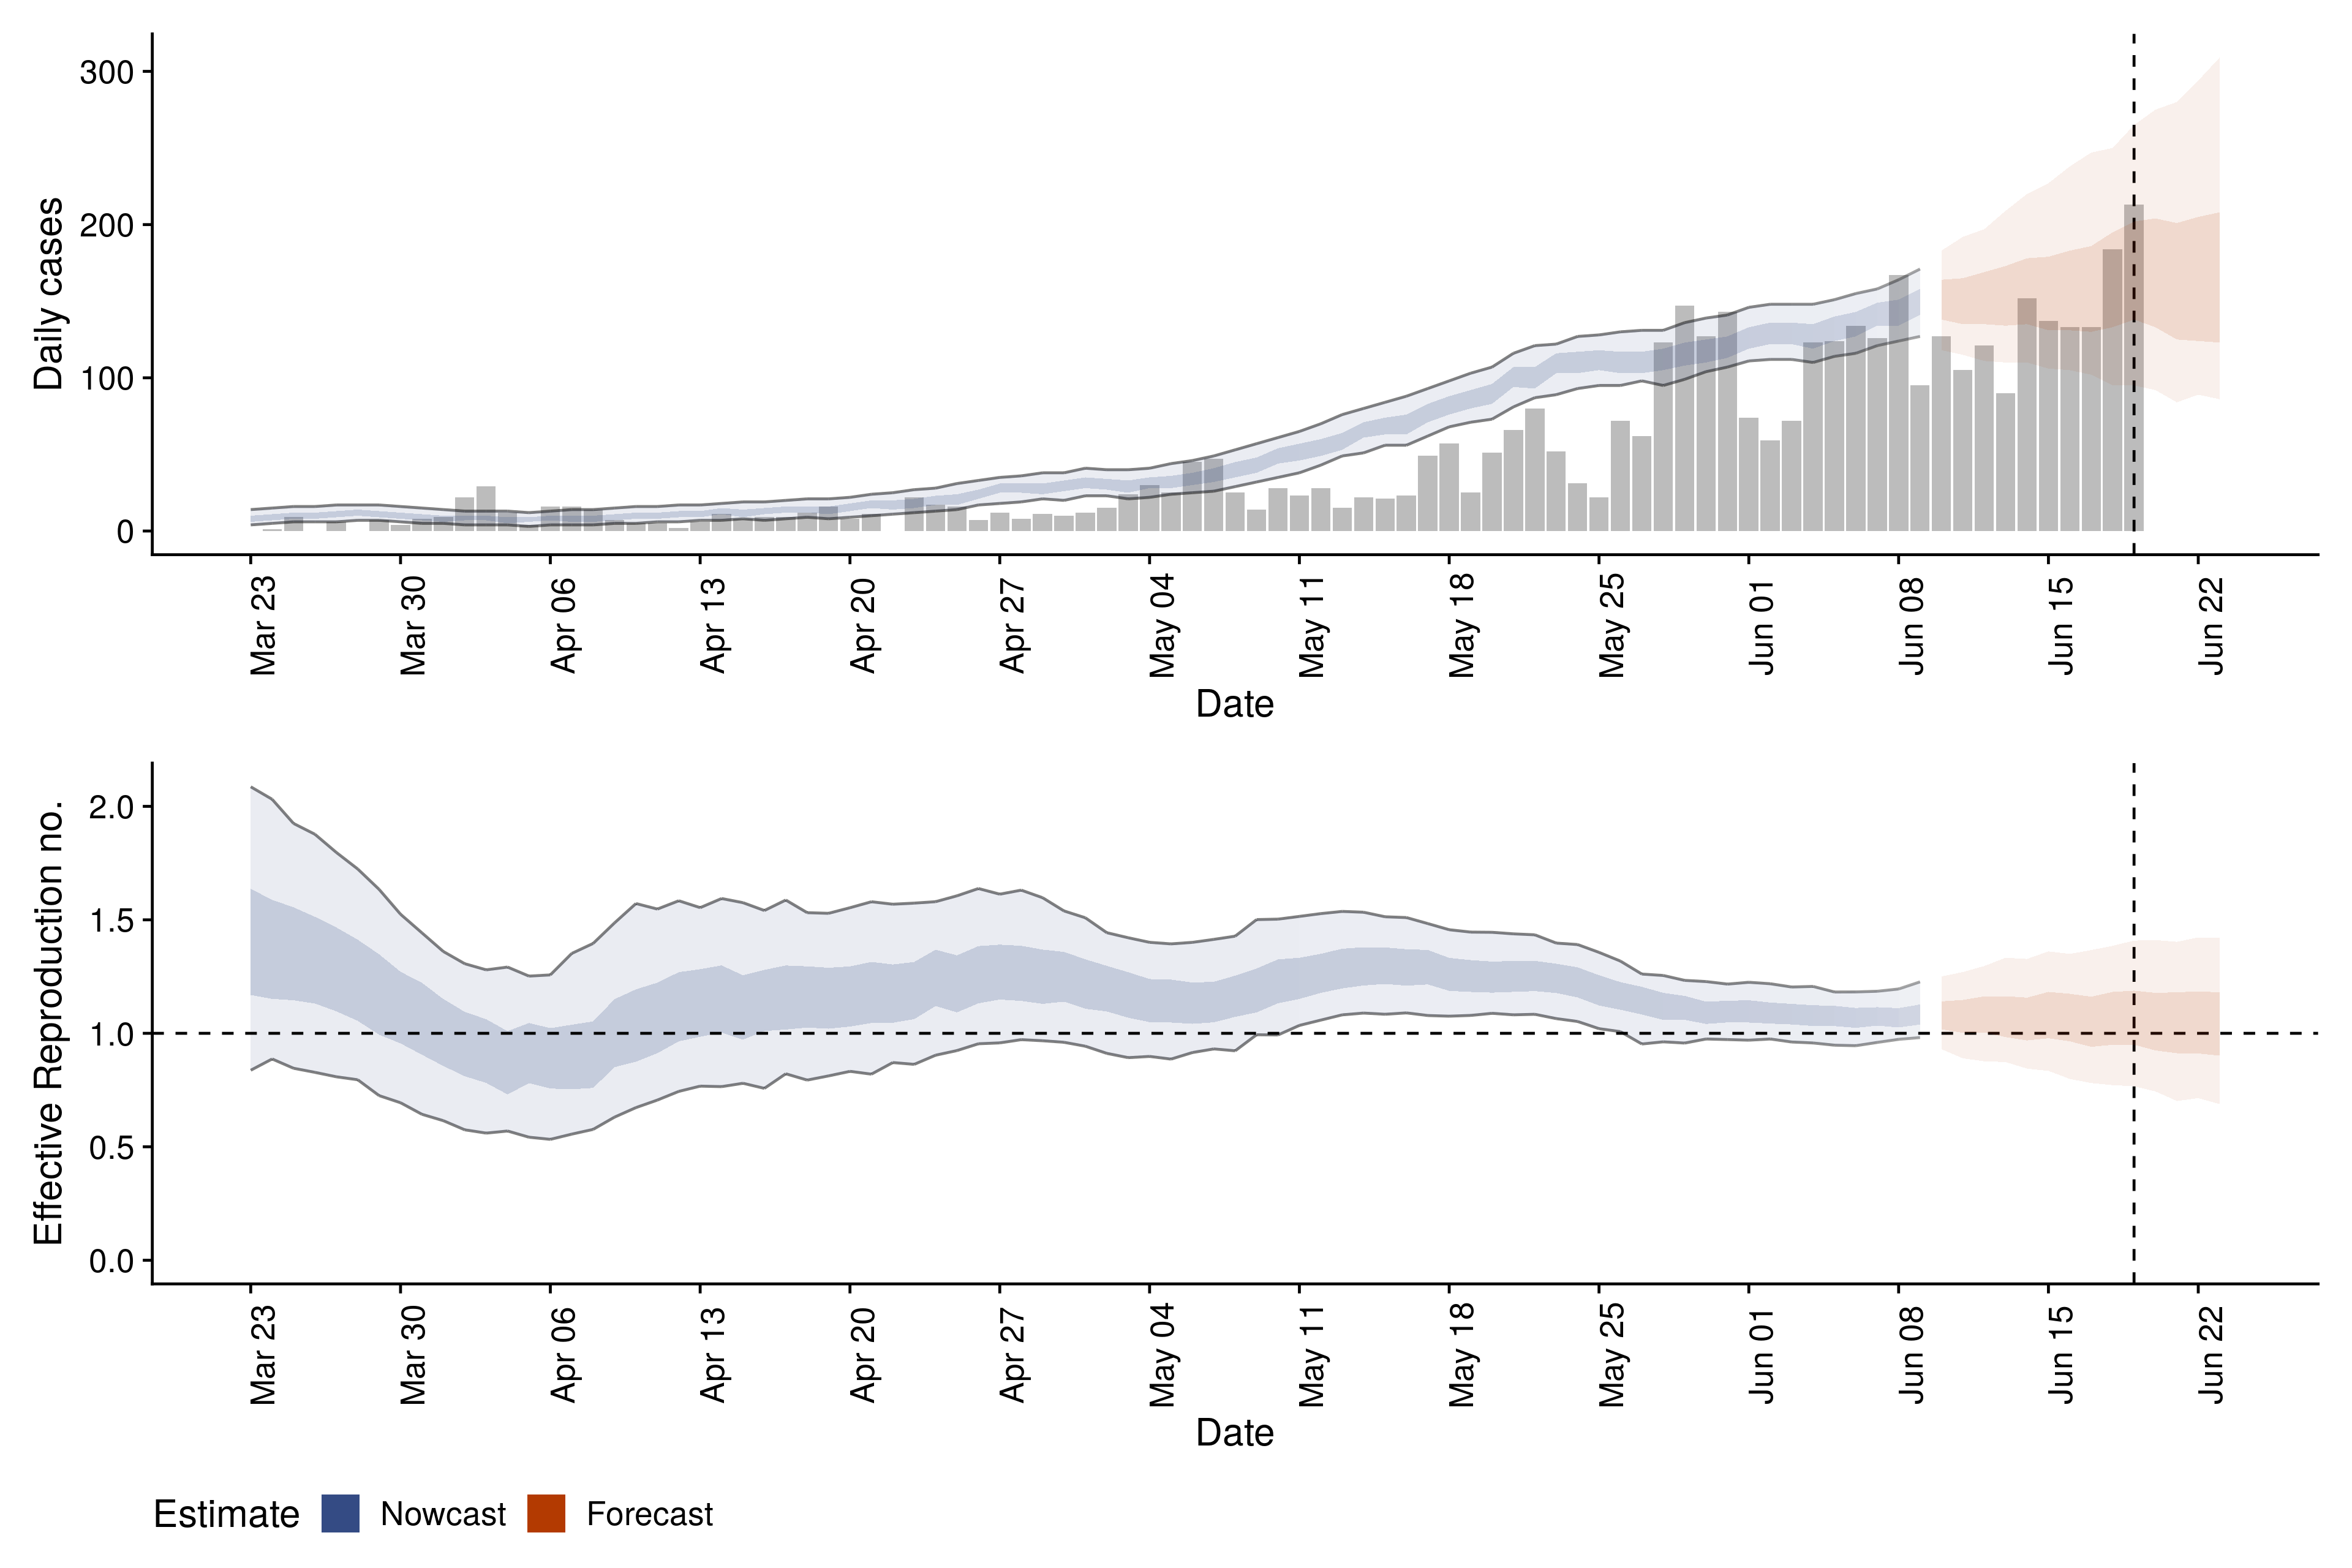 Daily cases
300
200
100
0
Mar 23
Mar 30
Apr 06
Apr 13
Apr 20
Apr 27
May 04
May 11
May 18
May 25
Jun 01
Jun 08
Jun 15
Jun 22
Date
Effective Reproduction no.
2.0
1.5
1.0
0.5
0.0
Mar 23
Mar 30
Apr 06
Apr 13
Apr 20
Apr 27
May 04
May 11
May 18
May 25
Jun 01
Jun 08
Jun 15
Jun 22
Date
Estimate Nowcast Forecast